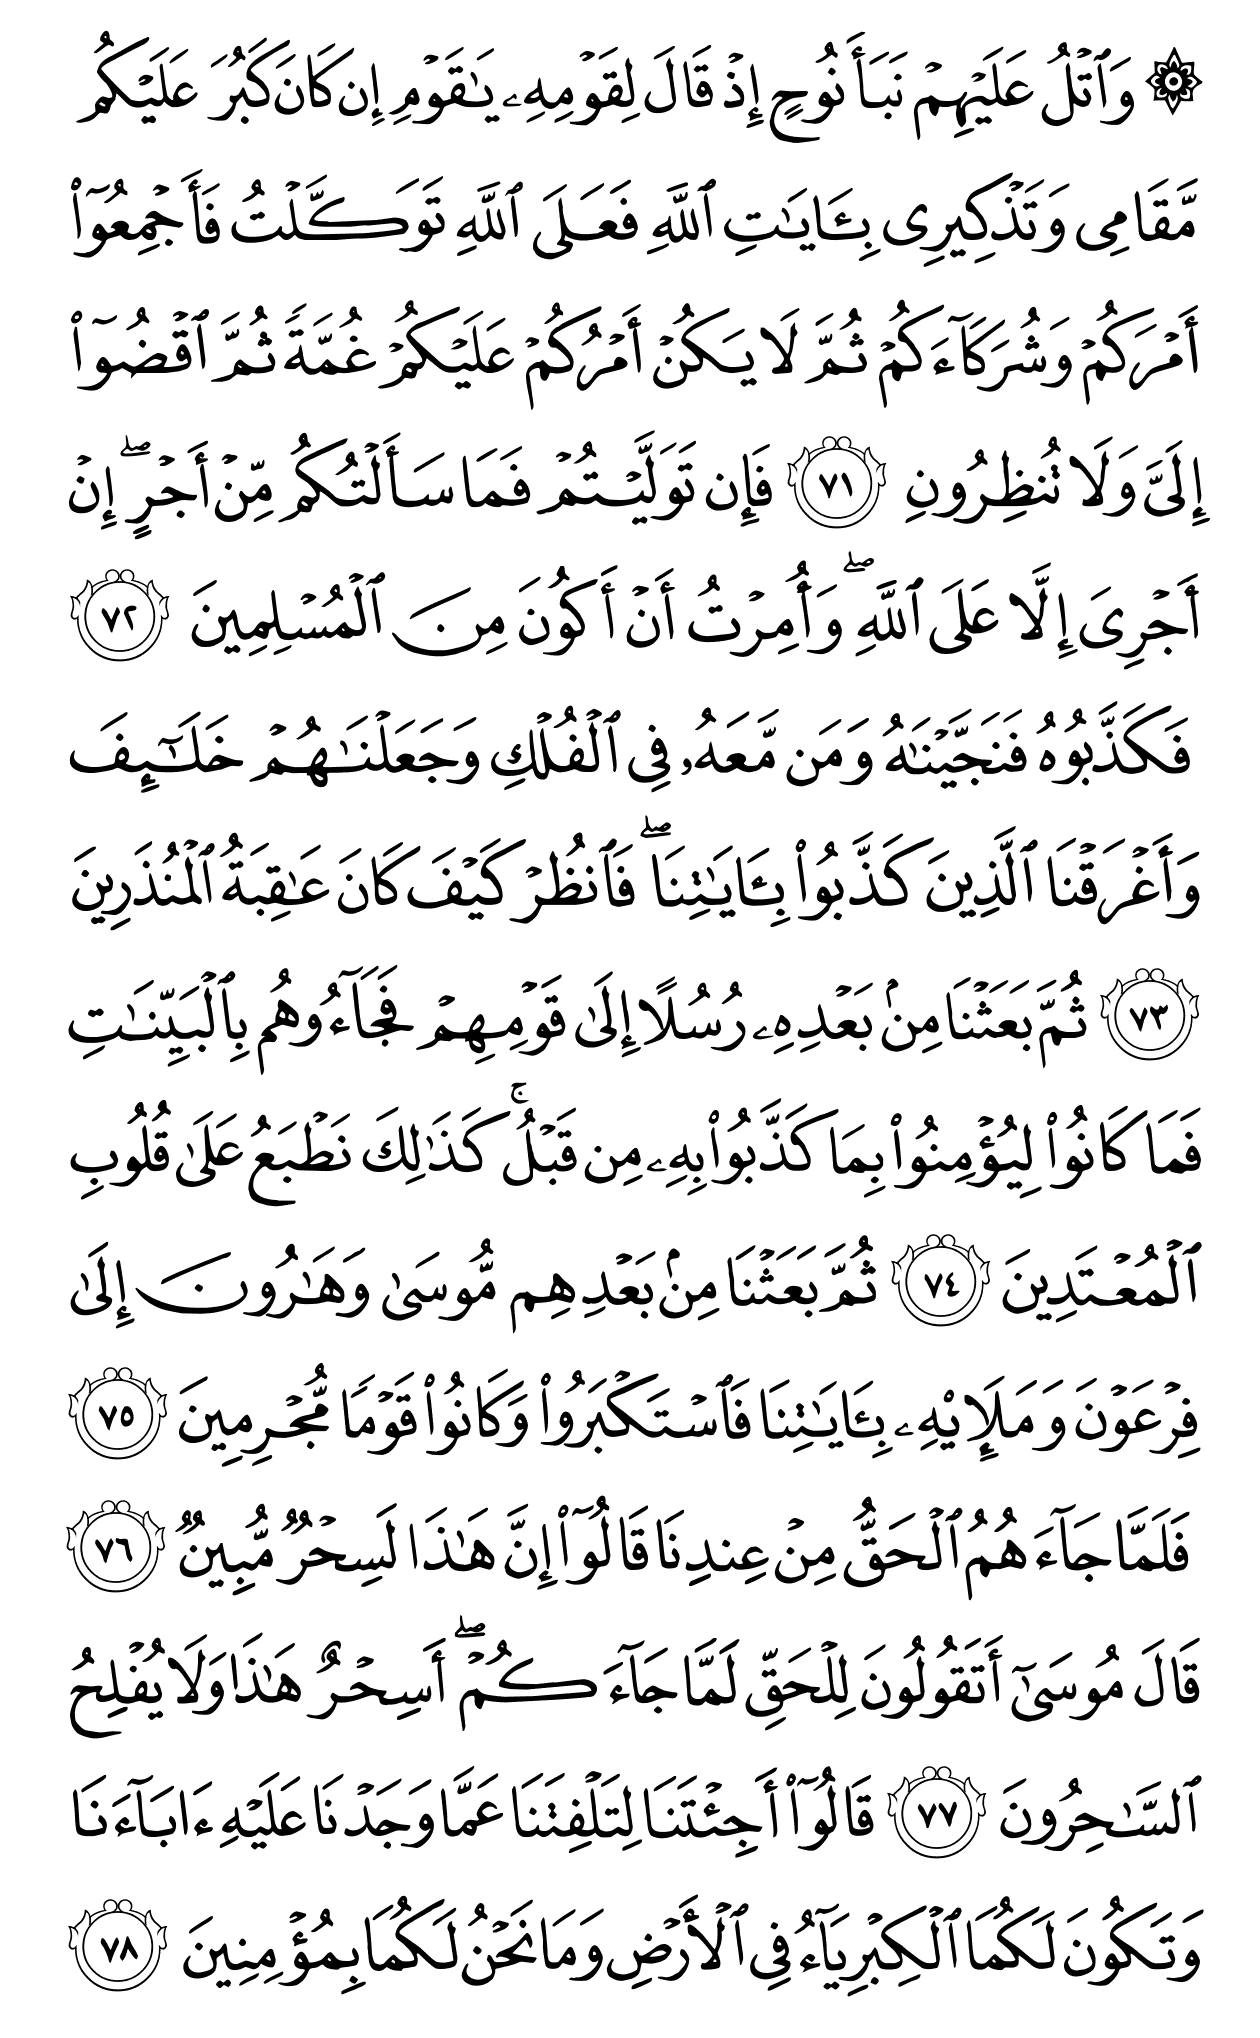 ۞ وَٱتۡلُ عَلَيۡهِمۡ نَبَأَ نُوحٍ إِذۡ قَالَ لِقَوۡمِهِۦ يَٰقَوۡمِ إِن كَانَ كَبُرَ عَلَيۡكُم
مَّقَامِي وَتَذۡكِيرِي بِـَٔايَٰتِ ٱللَّهِ فَعَلَى ٱللَّهِ تَوَكَّلۡتُ فَأَجۡمِعُوٓاْ
أَمۡرَكُمۡ وَشُرَكَآءَكُمۡ ثُمَّ لَا يَكُنۡ أَمۡرُكُمۡ عَلَيۡكُمۡ غُمَّةٗ ثُمَّ ٱقۡضُوٓاْ
إِلَيَّ وَلَا تُنظِرُونِ ٧١ فَإِن تَوَلَّيۡتُمۡ فَمَا سَأَلۡتُكُم مِّنۡ أَجۡرٍۖ إِنۡ
أَجۡرِيَ إِلَّا عَلَى ٱللَّهِۖ وَأُمِرۡتُ أَنۡ أَكُونَ مِنَ ٱلۡمُسۡلِمِينَ ٧٢
فَكَذَّبُوهُ فَنَجَّيۡنَٰهُ وَمَن مَّعَهُۥ فِي ٱلۡفُلۡكِ وَجَعَلۡنَٰهُمۡ خَلَٰٓئِفَ
وَأَغۡرَقۡنَا ٱلَّذِينَ كَذَّبُواْ بِـَٔايَٰتِنَاۖ فَٱنظُرۡ كَيۡفَ كَانَ عَٰقِبَةُ ٱلۡمُنذَرِينَ
٧٣ ثُمَّ بَعَثۡنَا مِنۢ بَعۡدِهِۦ رُسُلًا إِلَىٰ قَوۡمِهِمۡ فَجَآءُوهُم بِٱلۡبَيِّنَٰتِ
فَمَا كَانُواْ لِيُؤۡمِنُواْ بِمَا كَذَّبُواْ بِهِۦ مِن قَبۡلُۚ كَذَٰلِكَ نَطۡبَعُ عَلَىٰ قُلُوبِ
ٱلۡمُعۡتَدِينَ ٧٤ ثُمَّ بَعَثۡنَا مِنۢ بَعۡدِهِم مُّوسَىٰ وَهَٰرُونَ إِلَىٰ
فِرۡعَوۡنَ وَمَلَإِيْهِۦ بِـَٔايَٰتِنَا فَٱسۡتَكۡبَرُواْ وَكَانُواْ قَوۡمٗا مُّجۡرِمِينَ ٧٥
فَلَمَّا جَآءَهُمُ ٱلۡحَقُّ مِنۡ عِندِنَا قَالُوٓاْ إِنَّ هَٰذَا لَسِحۡرٞ مُّبِينٞ ٧٦
قَالَ مُوسَىٰٓ أَتَقُولُونَ لِلۡحَقِّ لَمَّا جَآءَكُمۡۖ أَسِحۡرٌ هَٰذَا وَلَا يُفۡلِحُ
ٱلسَّٰحِرُونَ ٧٧ قَالُوٓاْ أَجِئۡتَنَا لِتَلۡفِتَنَا عَمَّا وَجَدۡنَا عَلَيۡهِ ءَابَآءَنَا
وَتَكُونَ لَكُمَا ٱلۡكِبۡرِيَآءُ فِي ٱلۡأَرۡضِ وَمَا نَحۡنُ لَكُمَا بِمُؤۡمِنِينَ ٧٨